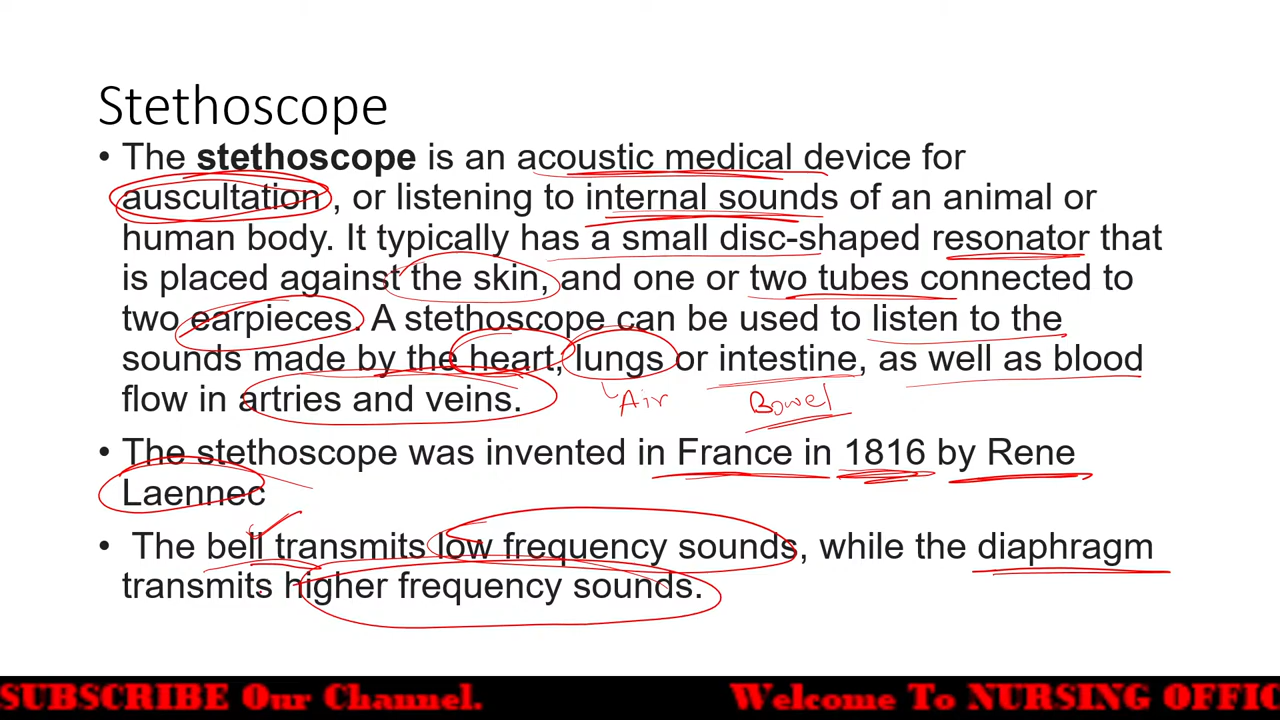 Stethoscope
• The stethoscope is an acoustic medical device for
auscultation , or listening to internal sounds of an animal or
human body. It typically has a small disc-shaped resonator that
is placed against the skin, and one or two tubes connected to
two earpieces. A stethoscope can be used to listen to the
sounds made by the heart, lungs or intestine, as well as blood
flow in artries and veins.
Air Bowel
• The stethoscope was invented in France in 1816 by Rene
Laennec
• The bell transmits low frequency sounds, while the diaphragm
transmits higher frequency sounds.
SUBSCRIBE Our Channel. Welcome To NURSING OFFIC